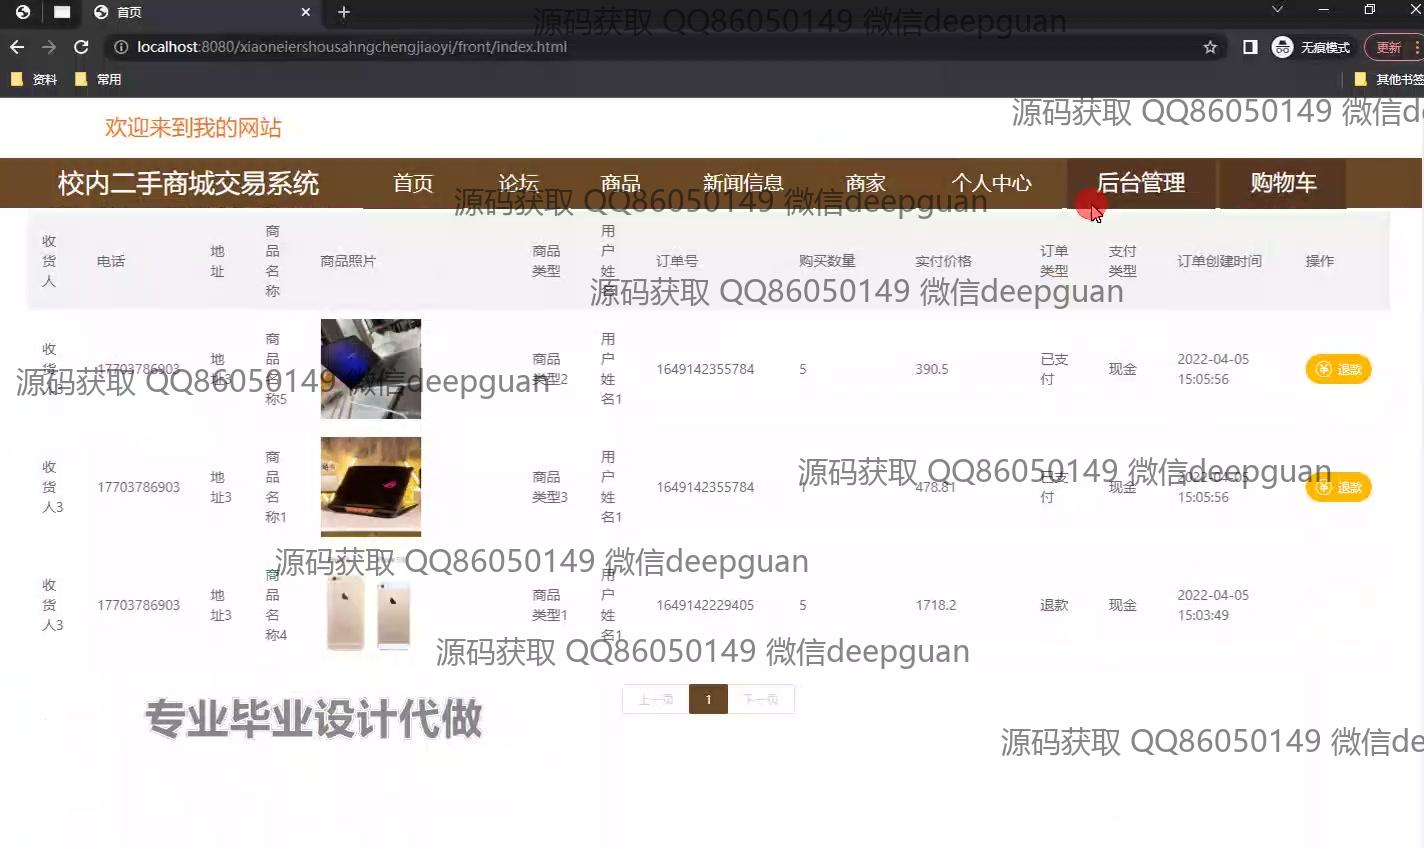 首页
源码获取 QQ86050149 微信deepguan
localhost:8080/xiaoneiershousahngchengjiaoyi/front/index.html
无痕模式
更新
资料
常用
其他书签
欢迎来到我的网站
源码获取 QQ86050149 微信de
校内二手商城交易系统
首页
论坛
商品
新闻信息
商家
个人中心
后台管理
购物车
源码获取 QQ86050149 微信deepguan
收货人
电话
地址
商品名称
商品照片
商品类型
用户姓名
订单号
购买数量
实付价格
订单类型
支付类型
订单创建时间
操作
源码获取 QQ86050149 微信deepguan
收货人3
17703786903
地址3
商品名称5
商品类型2
用户姓名1
1649142355784
5
390.5
已支付
现金
2022-04-05 15:05:56
退款
源码获取 QQ86050149 微信deepguan
收货人3
17703786903
地址3
商品名称1
商品类型3
用户姓名1
1649142355784
1
478.81
已支付
现金
2022-04-05 15:05:56
退款
源码获取 QQ86050149 微信deepguan
源码获取 QQ86050149 微信deepguan
收货人3
17703786903
地址3
商品名称4
商品类型1
用户姓名1
1649142229405
5
1718.2
退款
现金
2022-04-05 15:03:49
源码获取 QQ86050149 微信deepguan
上一页
1
下一页
专业毕业设计代做
源码获取 QQ86050149 微信de